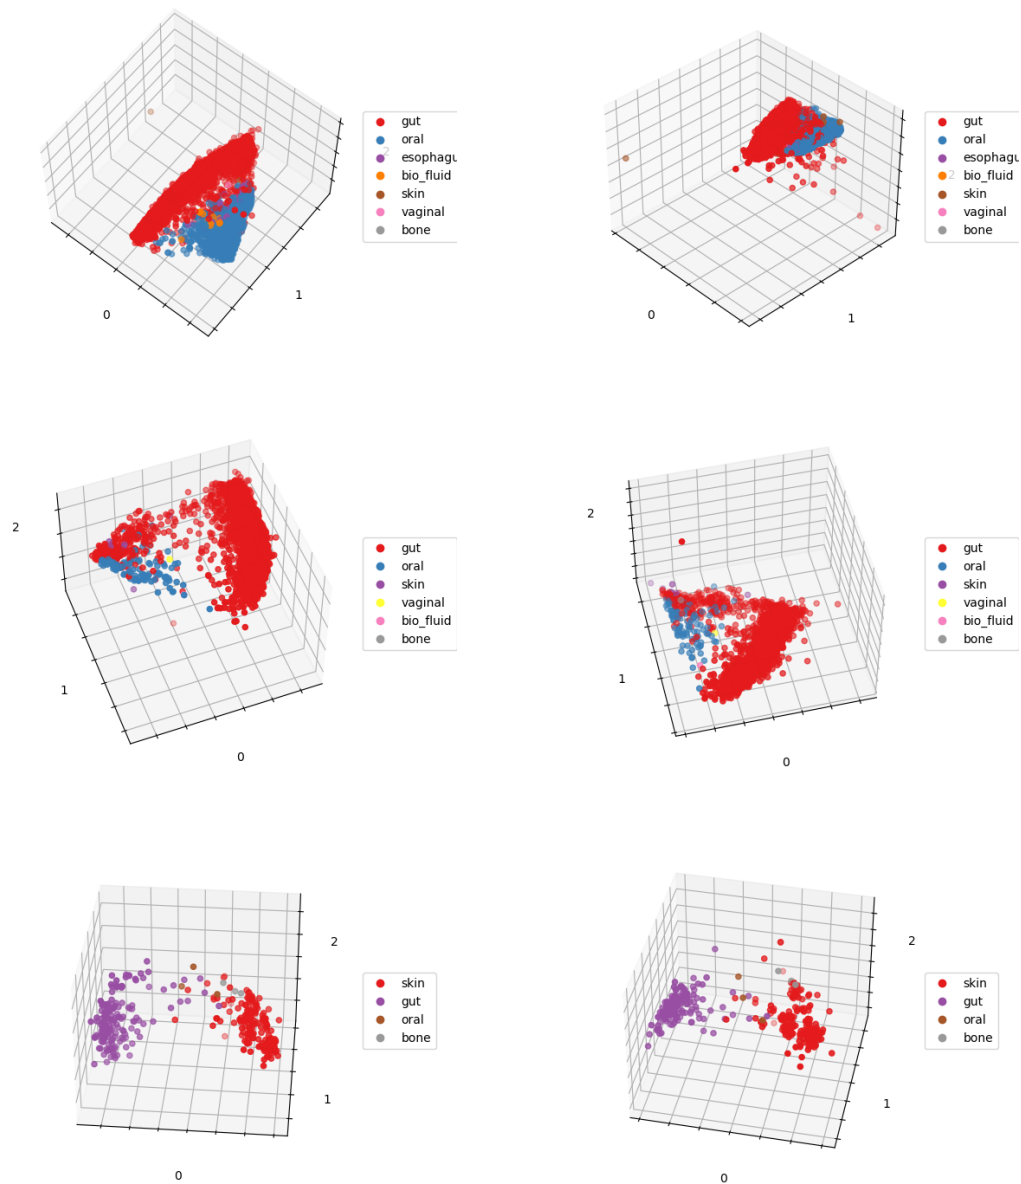 gut
oral
esophagu
bio_fluid
skin
vaginal
bone
0
1
2
gut
oral
esophagu
bio_fluid
skin
vaginal
bone
0
1
2
gut
oral
skin
vaginal
bio_fluid
bone
2
1
0
gut
oral
skin
vaginal
bio_fluid
bone
2
1
0
skin
gut
oral
bone
2
1
0
skin
gut
oral
bone
2
1
0